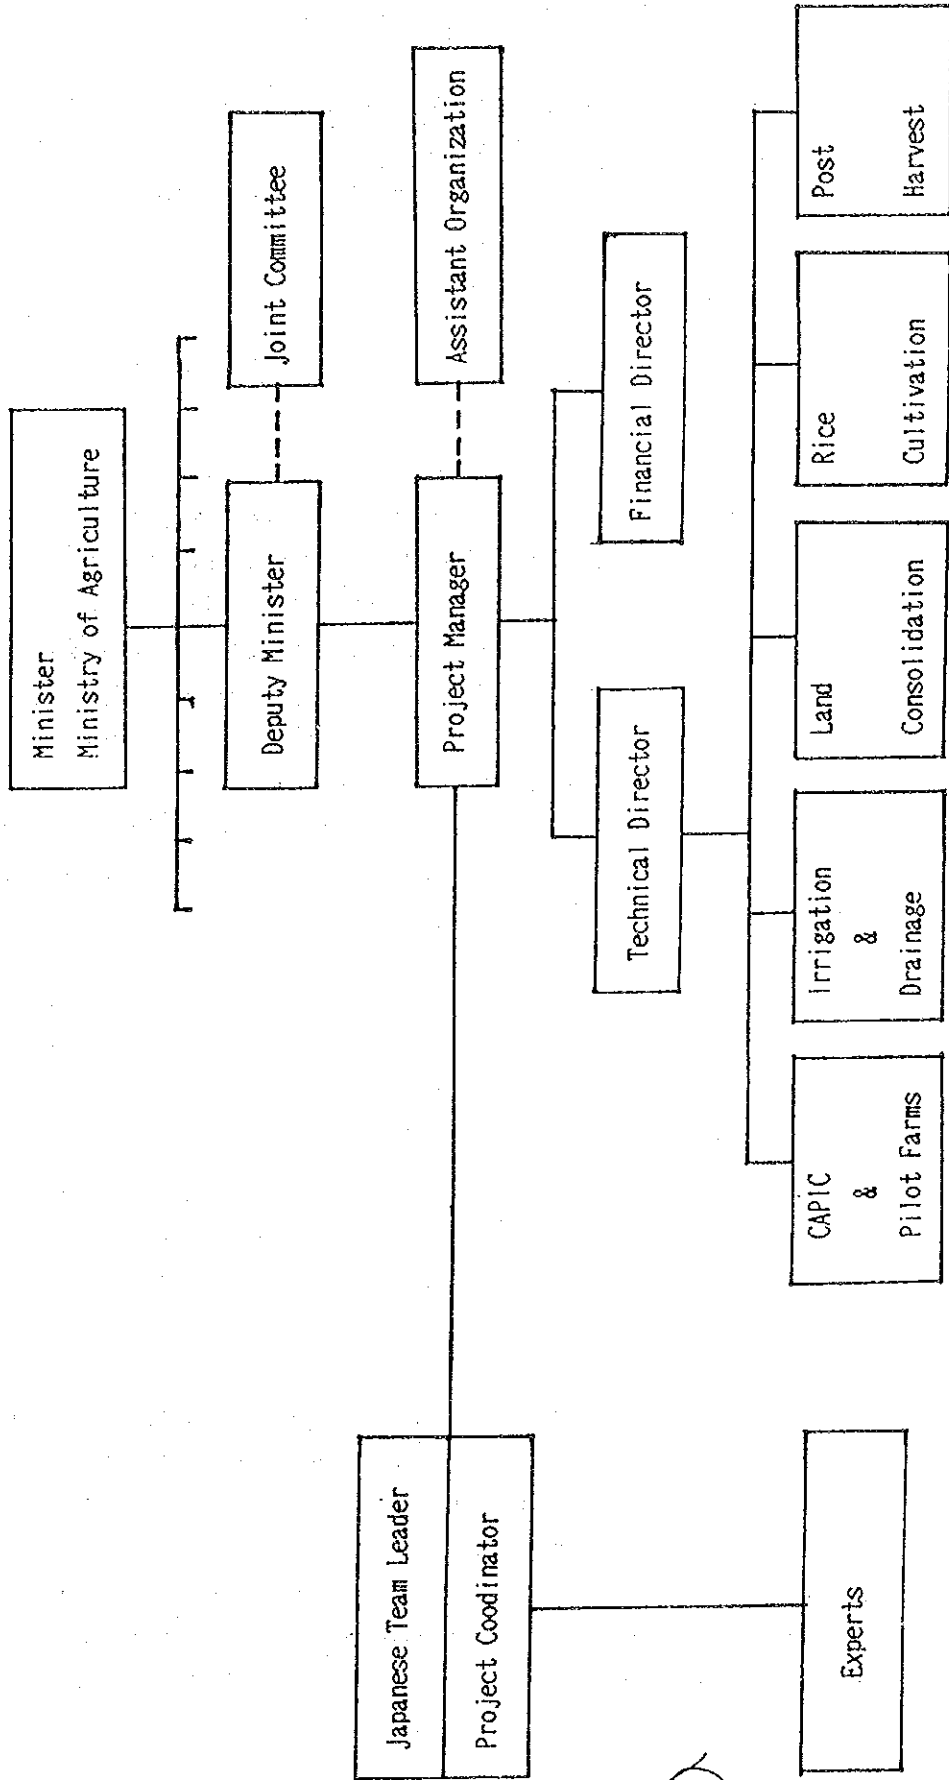 Minister
Ministry of Agriculture
Deputy Minister
Joint Committee
Japanese Team Leader
Project Coodinator
Project Manager
Assistant Organization
Technical Director
Financial Director
Experts
CAPIC
&
Pilot Farms
Irrigation
&
Drainage
Land
Consolidation
Rice
Cultivation
Post
Harvest